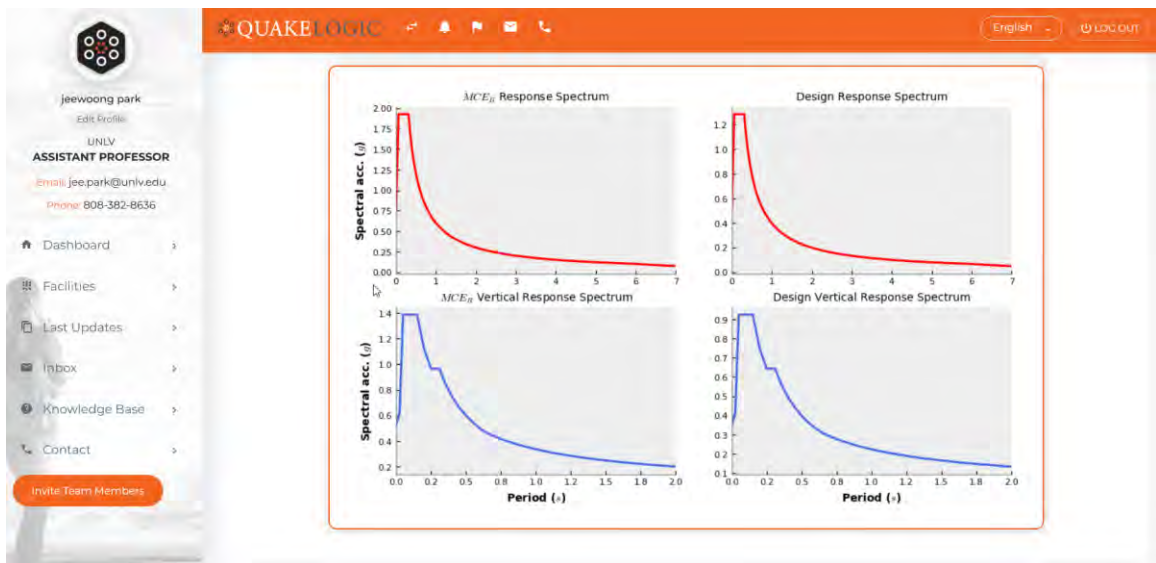 QUAKELOGIC
English
LOG OUT
jeewoong park
Edit Profile
UNLV
ASSISTANT PROFESSOR
Email: jee.park@unlv.edu
Phone: 808-382-8636
Dashboard
Facilities
Last Updates
Inbox
Knowledge Base
Contact
Invite Team Members
MCE_R Response Spectrum
Spectral acc. (g)
2.00
1.75
1.50
1.25
1.00
0.75
0.50
0.25
0.00
0 1 2 3 4 5 6 7
Design Response Spectrum
1.2
1.0
0.8
0.6
0.4
0.2
0.0
0 1 2 3 4 5 6 7
MCE_R Vertical Response Spectrum
Spectral acc. (g)
1.4
1.2
1.0
0.8
0.6
0.4
0.2
0.0 0.2 0.5 0.8 1.0 1.2 1.5 1.8 2.0
Period (s)
Design Vertical Response Spectrum
0.9
0.8
0.7
0.6
0.5
0.4
0.3
0.2
0.1
0.0 0.2 0.5 0.8 1.0 1.2 1.5 1.8 2.0
Period (s)